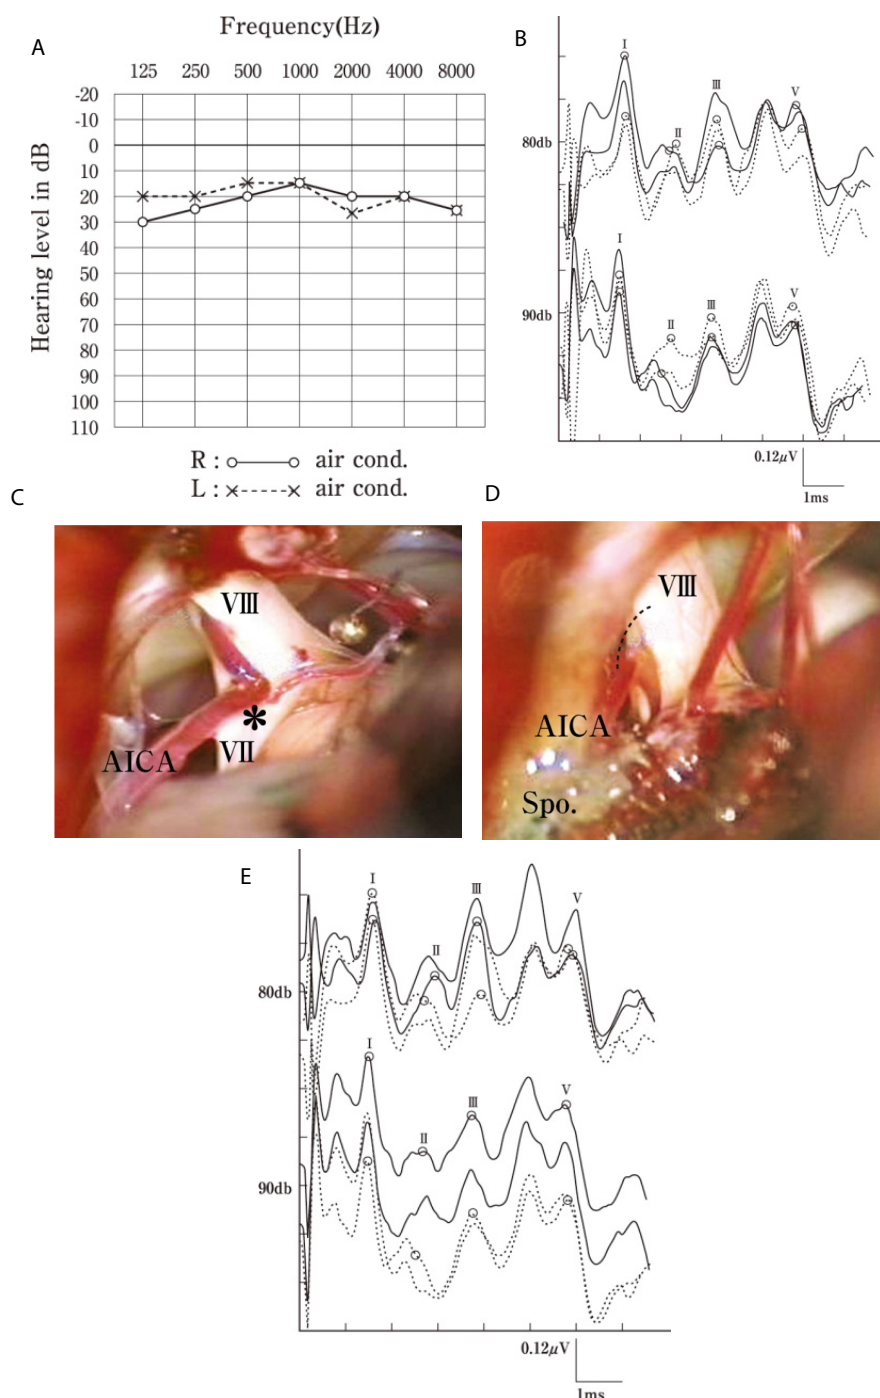 A
Frequency(Hz)
125 250 500 1000 2000 4000 8000
Hearing level in dB
-20
-10
0
10
20
30
40
50
60
70
80
90
100
110
R : air cond.
L : air cond.
B
I
II
III
V
80db
I
II
III
V
90db
0.12μV
1ms
C
VIII
*
VII
AICA
D
VIII
AICA
Spo.
E
I
II
III
V
80db
I
II
III
V
90db
0.12μV
1ms